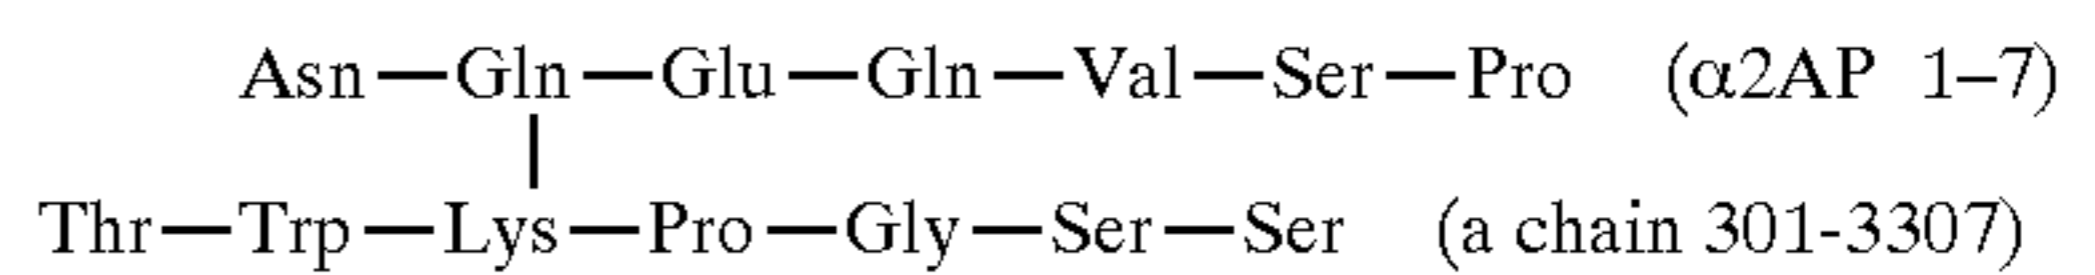 Asn—Gln—Glu—Gln—Val—Ser—Pro (α2AP 1–7)
Thr—Trp—Lys—Pro—Gly—Ser—Ser (a chain 301-3307)